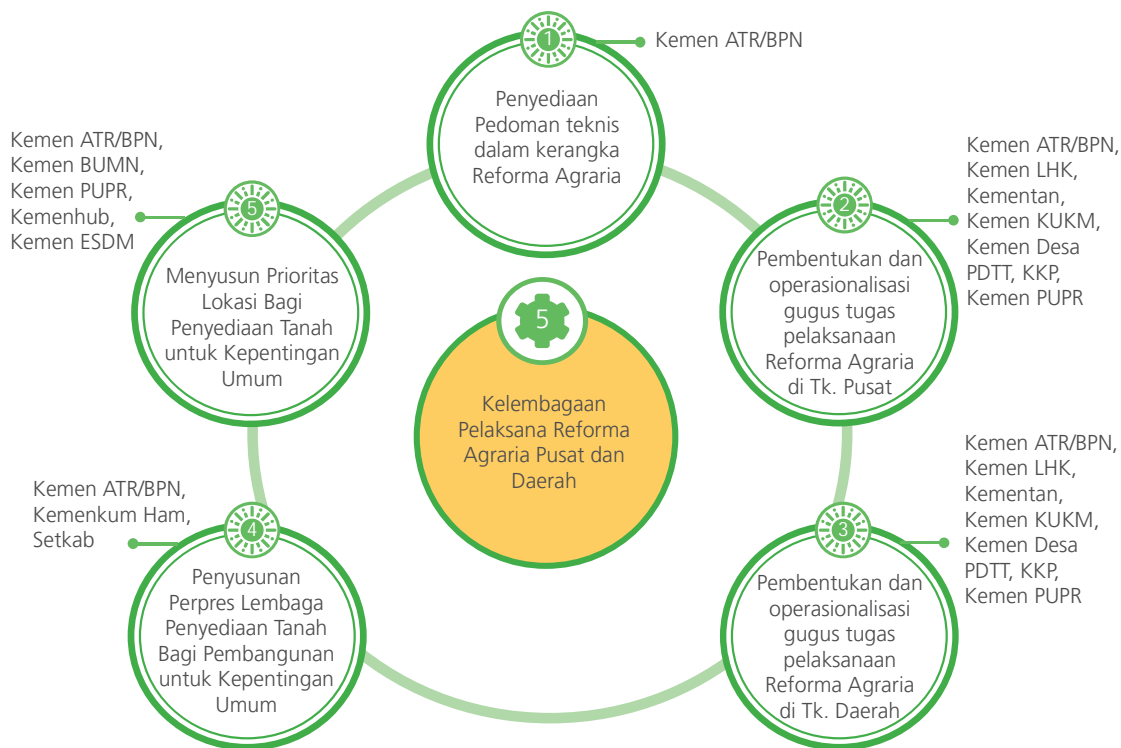 1
Kemen ATR/BPN
Penyediaan
Pedoman teknis
dalam kerangka
Reforma Agraria
Kemen ATR/BPN,
Kemen LHK,
Kementan,
Kemen KUKM,
Kemen Desa
PDTT, KKP,
Kemen PUPR
2
Pembentukan dan
operasionalisasi
gugus tugas
pelaksanaan
Reforma Agraria
di Tk. Pusat
Kemen ATR/BPN,
Kemen LHK,
Kementan,
Kemen KUKM,
Kemen Desa
PDTT, KKP,
Kemen PUPR
3
Pembentukan dan
operasionalisasi
gugus tugas
pelaksanaan
Reforma Agraria
di Tk. Daerah
Kemen ATR/BPN,
Kemenkum Ham,
Setkab
4
Penyusunan
Perpres Lembaga
Penyediaan Tanah
Bagi Pembangunan
untuk Kepentingan
Umum
Kemen ATR/BPN,
Kemen BUMN,
Kemen PUPR,
Kemenhub,
Kemen ESDM
5
Menyusun Prioritas
Lokasi Bagi
Penyediaan Tanah
untuk Kepentingan
Umum
5
Kelembagaan
Pelaksana Reforma
Agraria Pusat dan
Daerah